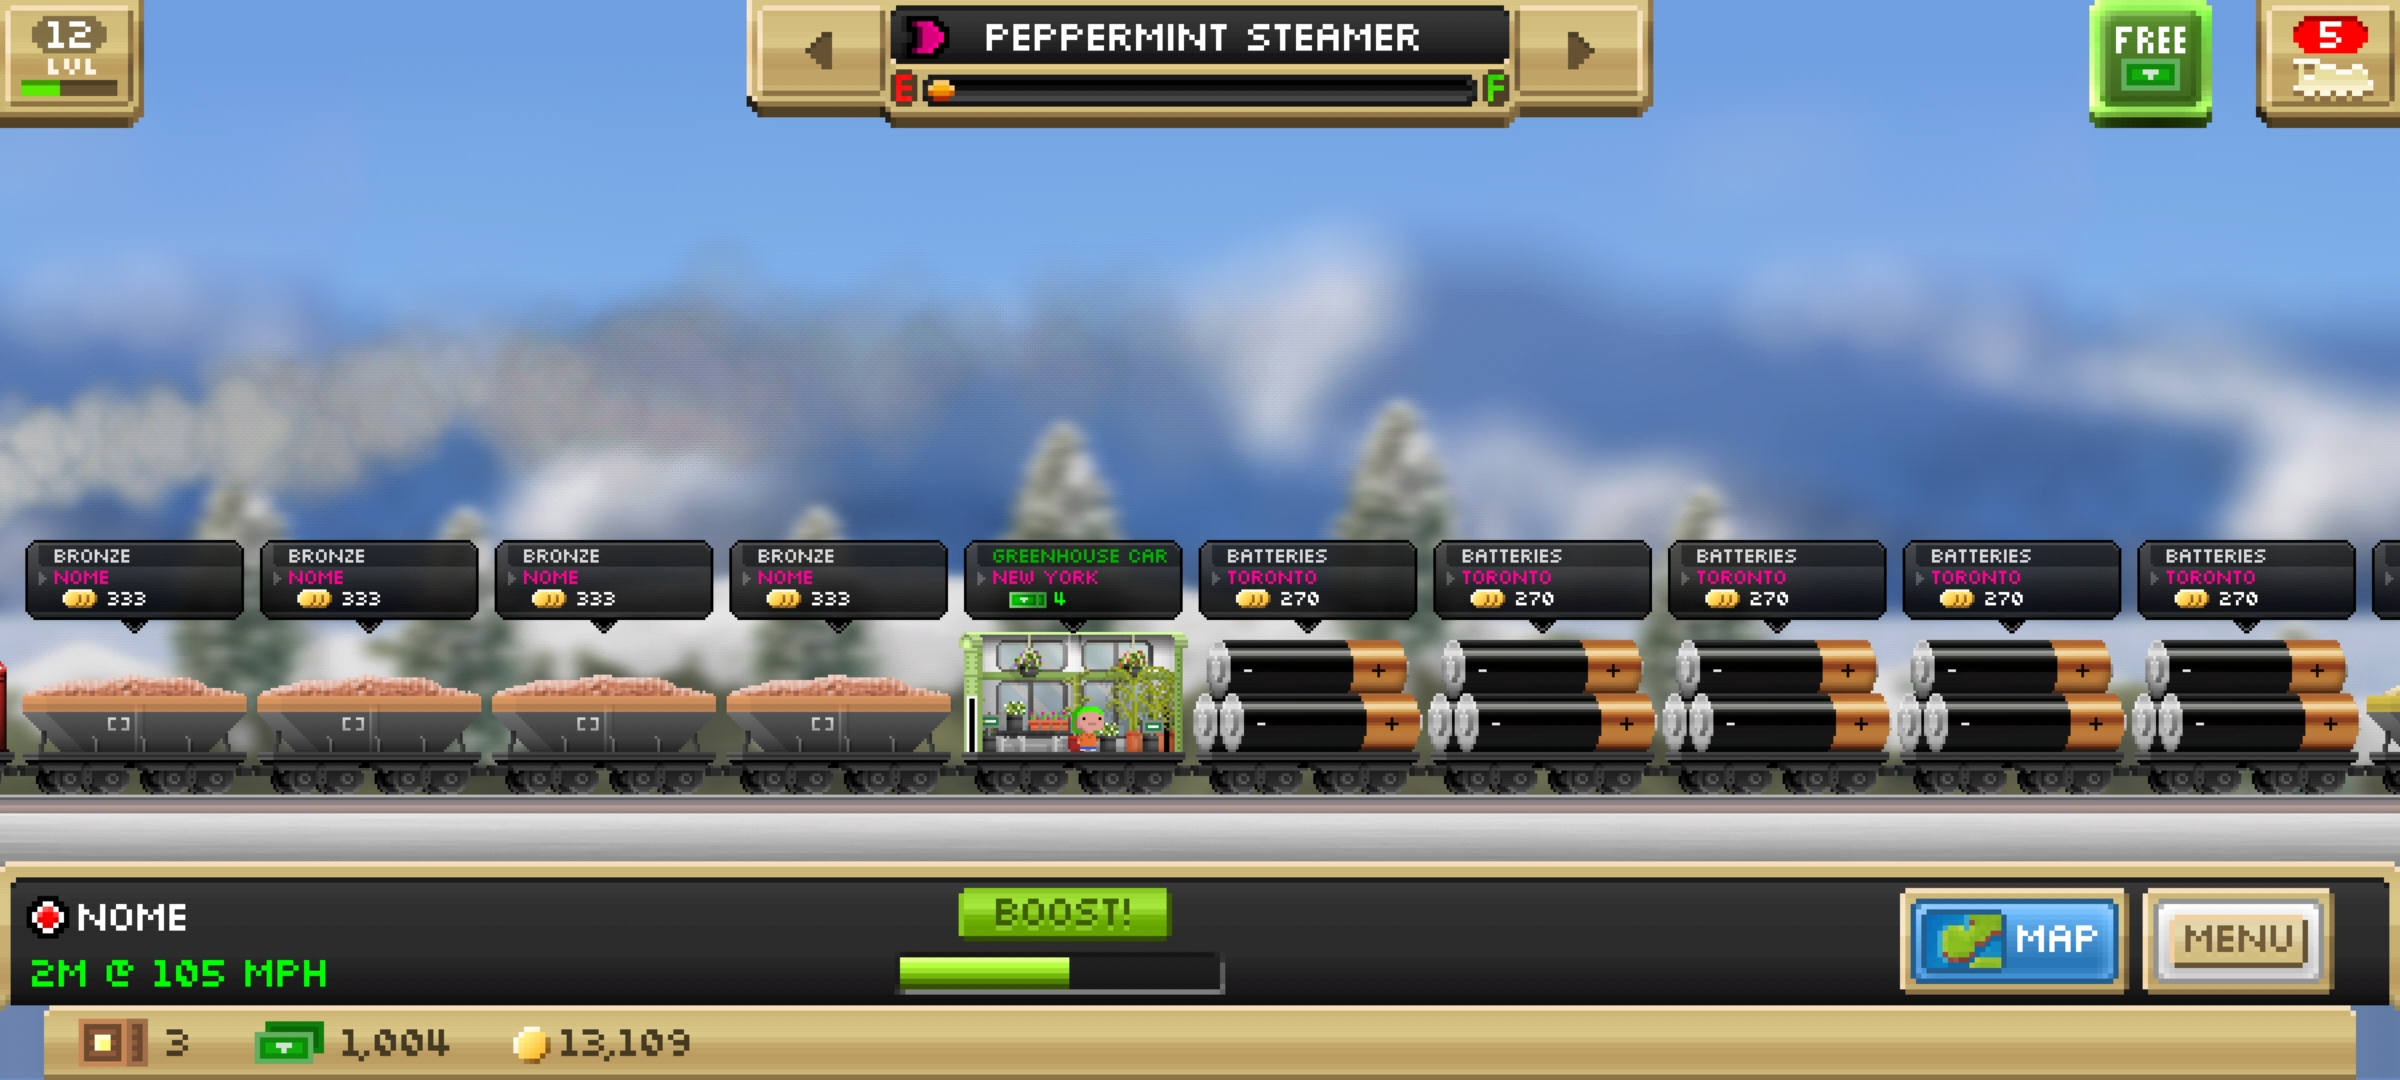 12
LVL
PEPPERMINT STEAMER
E
F
FREE
5
BRONZE
NOME
333
BRONZE
NOME
333
BRONZE
NOME
333
BRONZE
NOME
333
GREENHOUSE CAR
NEW YORK
4
BATTERIES
TORONTO
270
BATTERIES
TORONTO
270
BATTERIES
TORONTO
270
BATTERIES
TORONTO
270
BATTERIES
TORONTO
270
- +
- +
- +
- +
- +
- +
- +
- +
- +
- +
NOME
2M @ 105 MPH
BOOST!
MAP
MENU
3
1,004
13,109